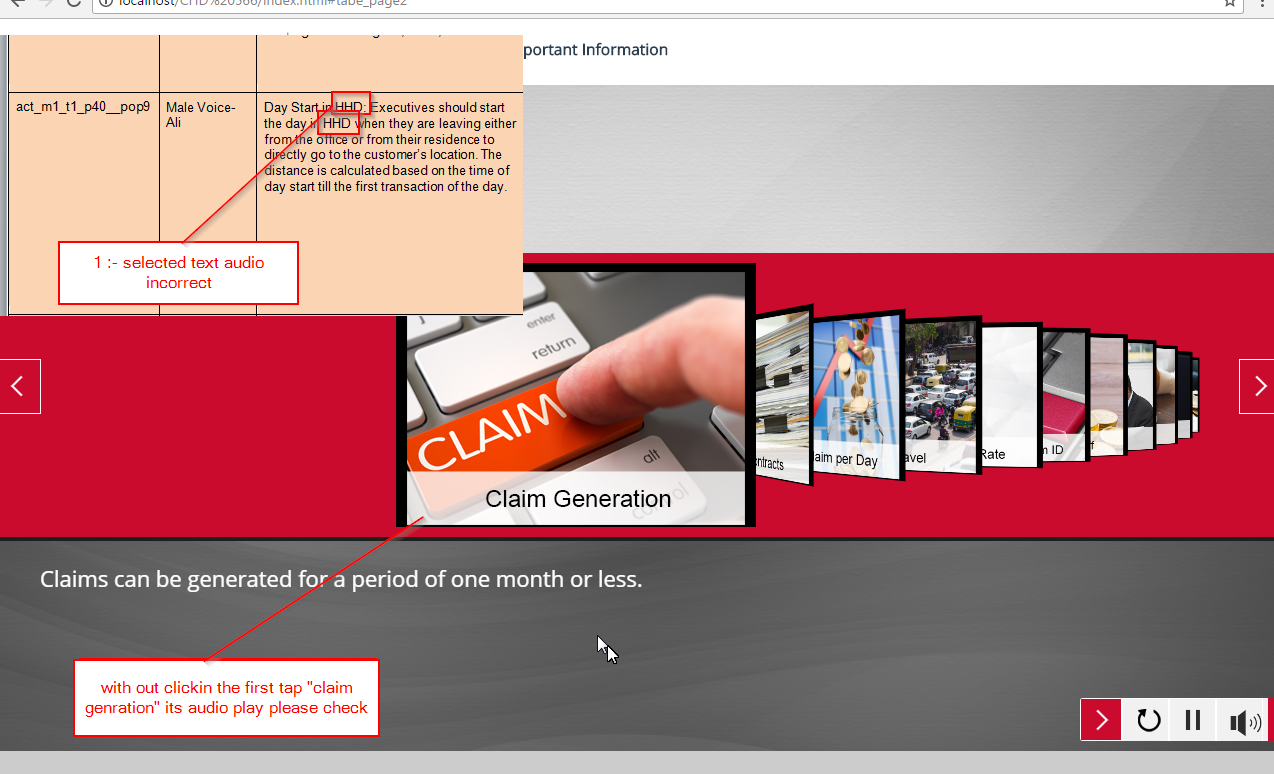 localhost/CHD%20366/index.html#tabe_page2
portant Information
act_m1_t1_p40__pop9
Male Voice-
Ali
Day Start in HHD: Executives should start
the day in HHD when they are leaving either
from the office or from their residence to
directly go to the customer's location. The
distance is calculated based on the time of
day start till the first transaction of the day.
1 :- selected text audio
incorrect
enter
return
CLAIM
alt
control
Claim Generation
ntracts
laim per Day
avel
Rate
n ID
f
Claims can be generated for a period of one month or less.
with out clickin the first tap "claim
genration" its audio play please check